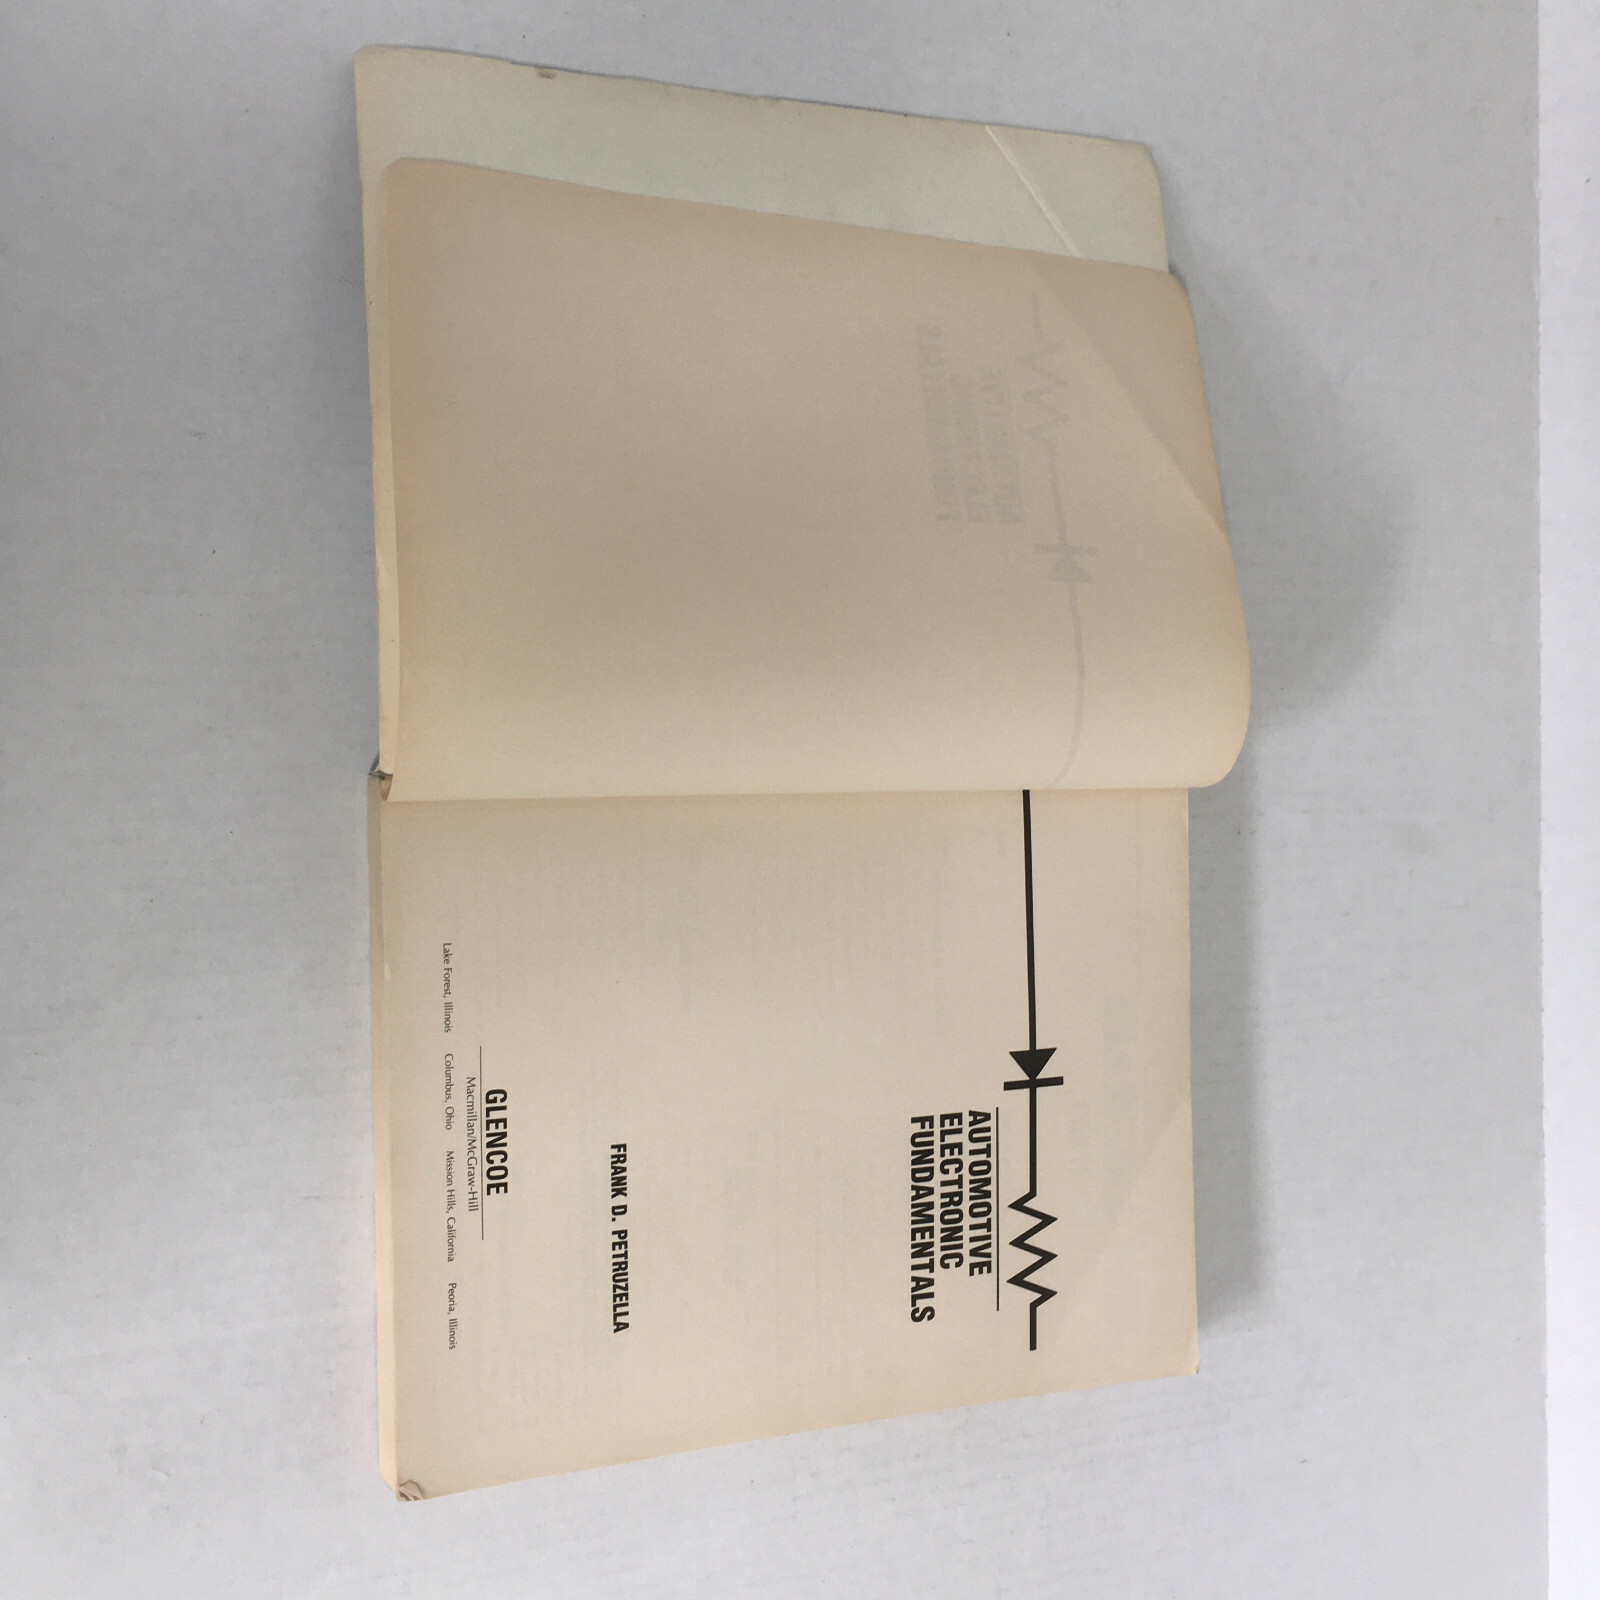 AUTOMOTIVE
ELECTRONIC
FUNDAMENTALS
FRANK D. PETRUZELLA
GLENCOE
Macmillan/McGraw-Hill
Lake Forest, Illinois Columbus, Ohio Mission Hills, California Peoria, Illinois